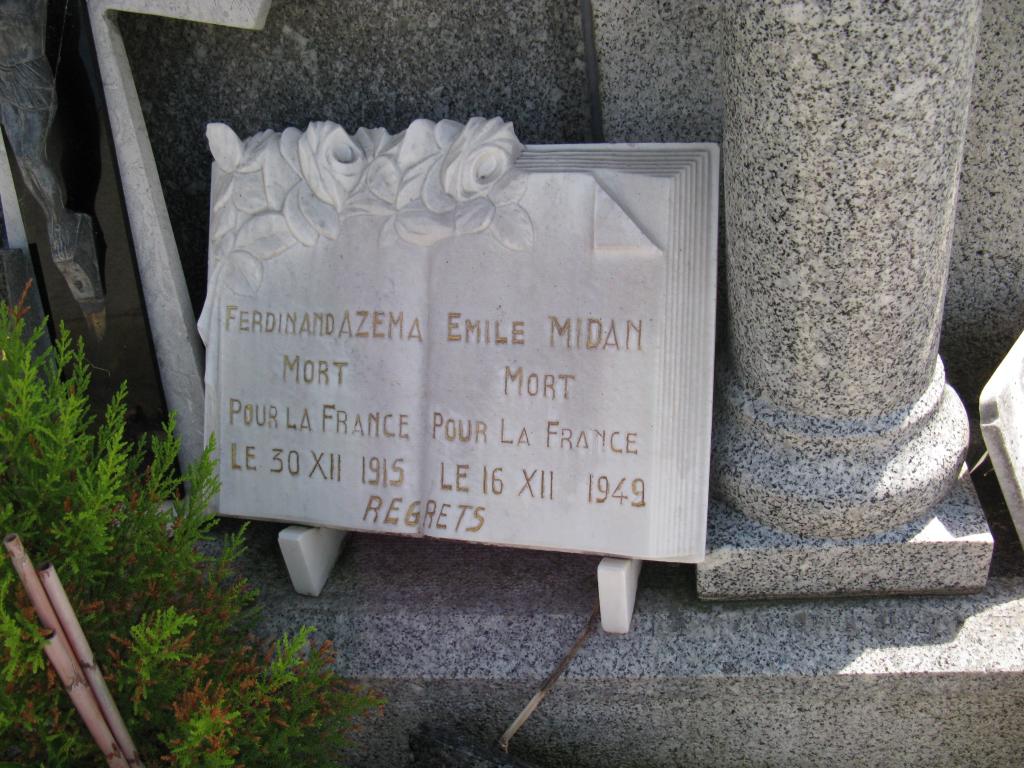 FERDINAND AZEMA
MORT
POUR LA FRANCE
LE 30 XII 1915
EMILE MIDAN
MORT
POUR LA FRANCE
LE 16 XII 1949
REGRETS